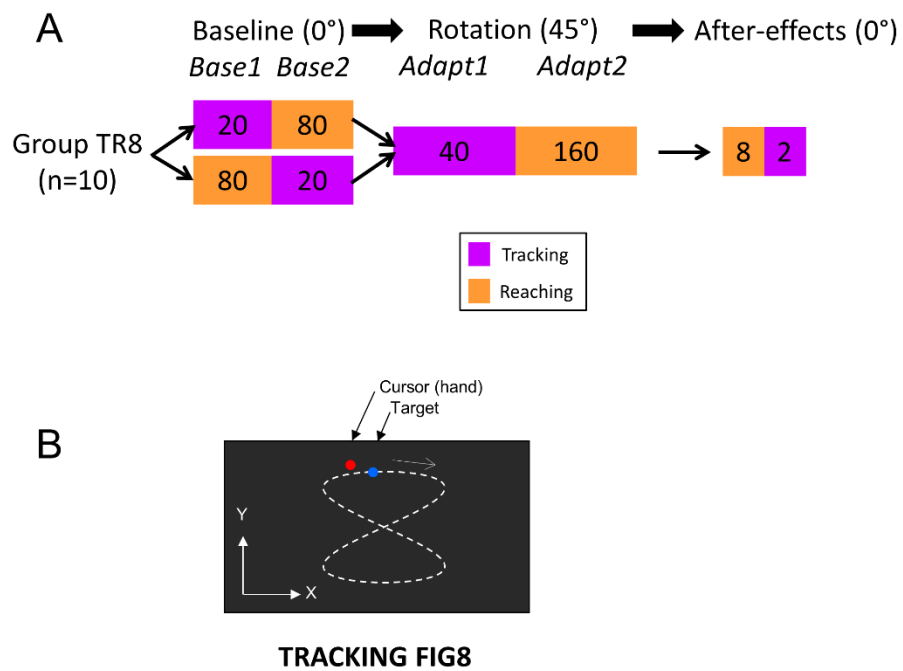 A
Baseline (0°) Rotation (45°) After-effects (0°)
Base1 Base2 Adapt1 Adapt2
Group TR8
(n=10)
20 80
80 20
40 160
8 2
Tracking
Reaching
B
Cursor (hand)
Target
Y
X
TRACKING FIG8